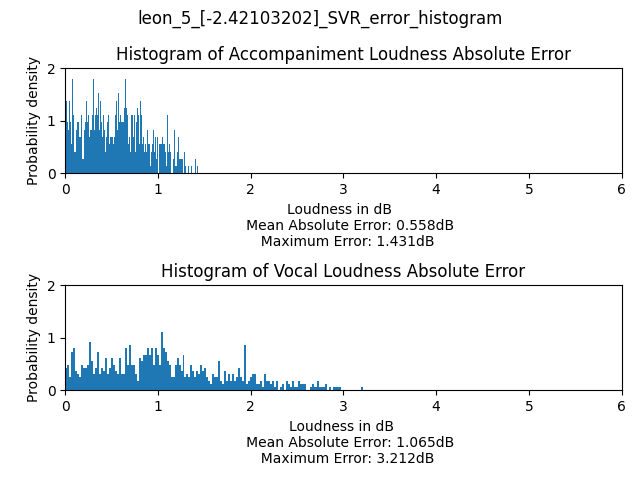 leon_5_[-2.42103202]_SVR_error_histogram
Histogram of Accompaniment Loudness Absolute Error
Probability density
2
1
0
0 1 2 3 4 5 6
Loudness in dB
Mean Absolute Error: 0.558dB
Maximum Error: 1.431dB
Histogram of Vocal Loudness Absolute Error
Probability density
2
1
0
0 1 2 3 4 5 6
Loudness in dB
Mean Absolute Error: 1.065dB
Maximum Error: 3.212dB